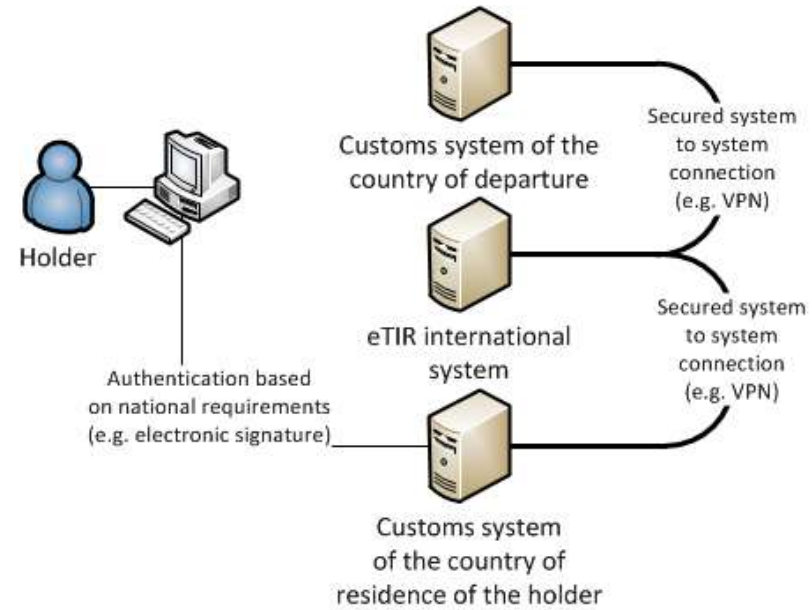 Customs system of the
country of departure
Secured system
to system
connection
(e.g. VPN)
Holder
eTIR international
system
Secured system
to system
connection
(e.g. VPN)
Authentication based
on national requirements
(e.g. electronic signature)
Customs system
of the country of
residence of the holder